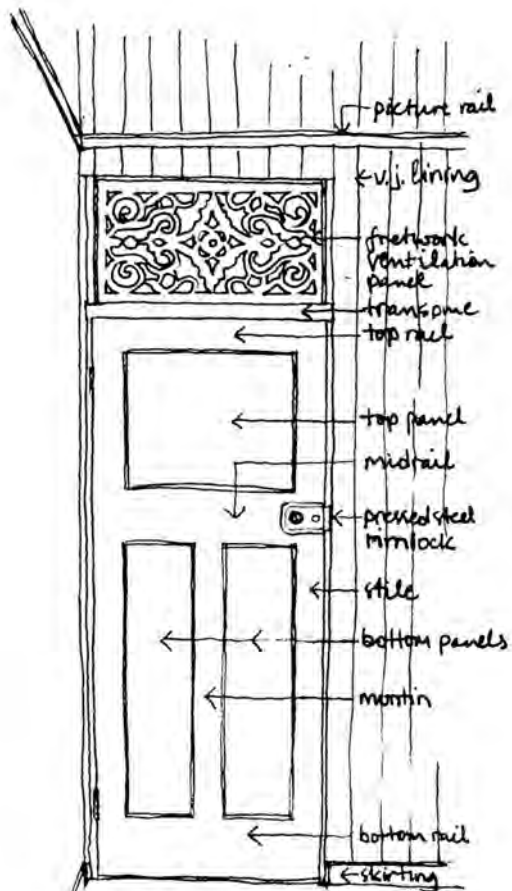 picture rail
v.j. lining
fretwork
ventilation
panel
transome
top rail
top panel
midrail
pressed steel
rimlock
stile
bottom panels
muntin
bottom rail
skirting